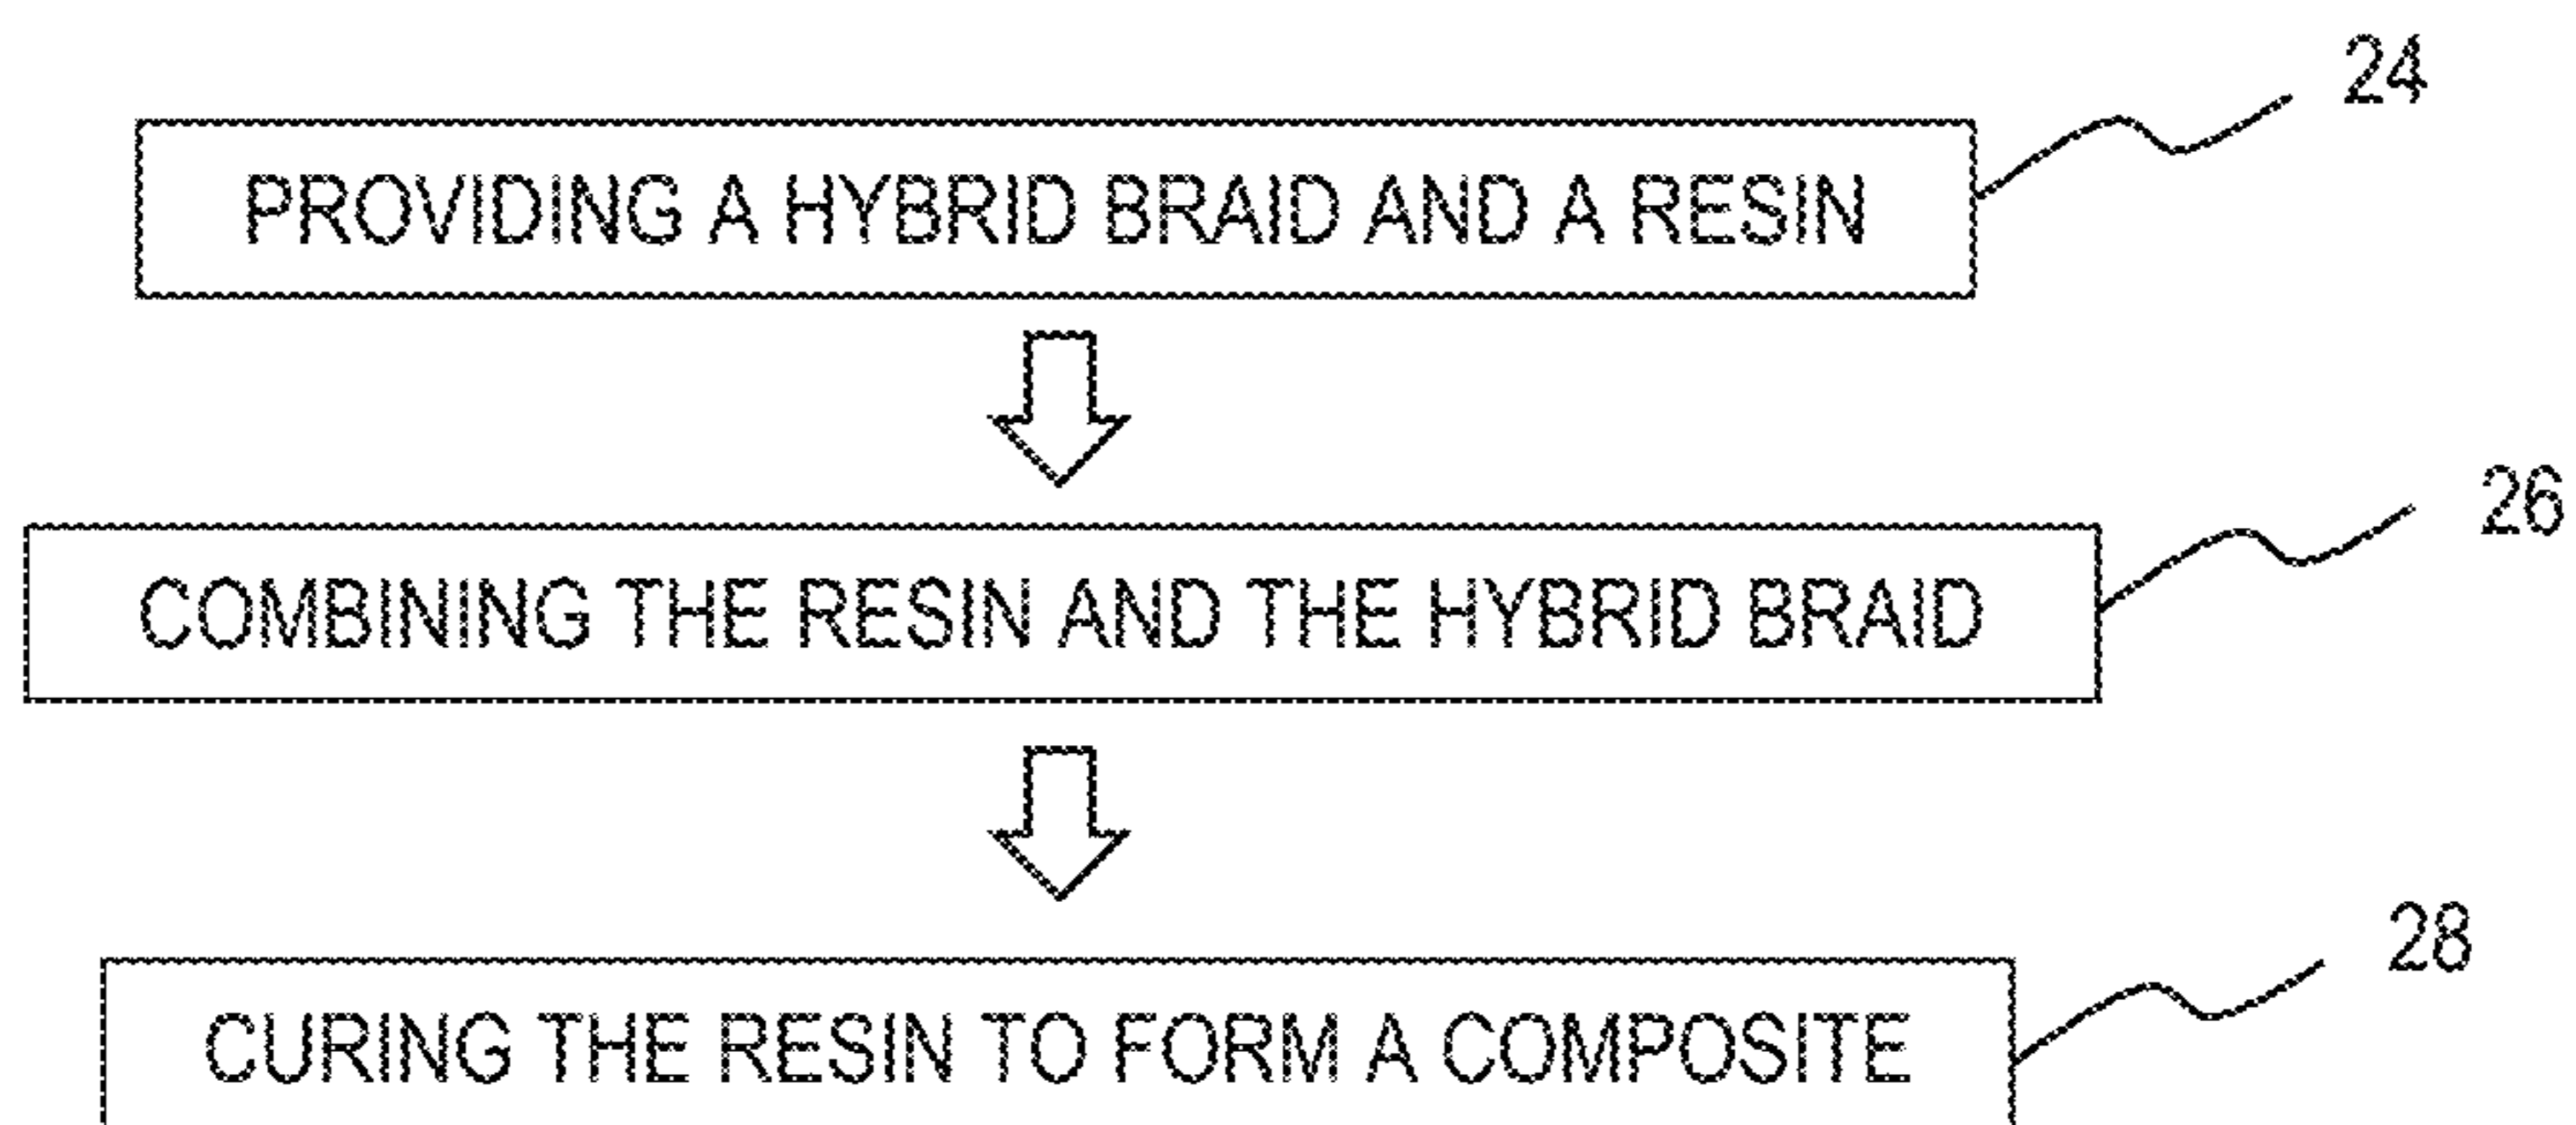 24
PROVIDING A HYBRID BRAID AND A RESIN
26
COMBINING THE RESIN AND THE HYBRID BRAID
28
CURING THE RESIN TO FORM A COMPOSITE